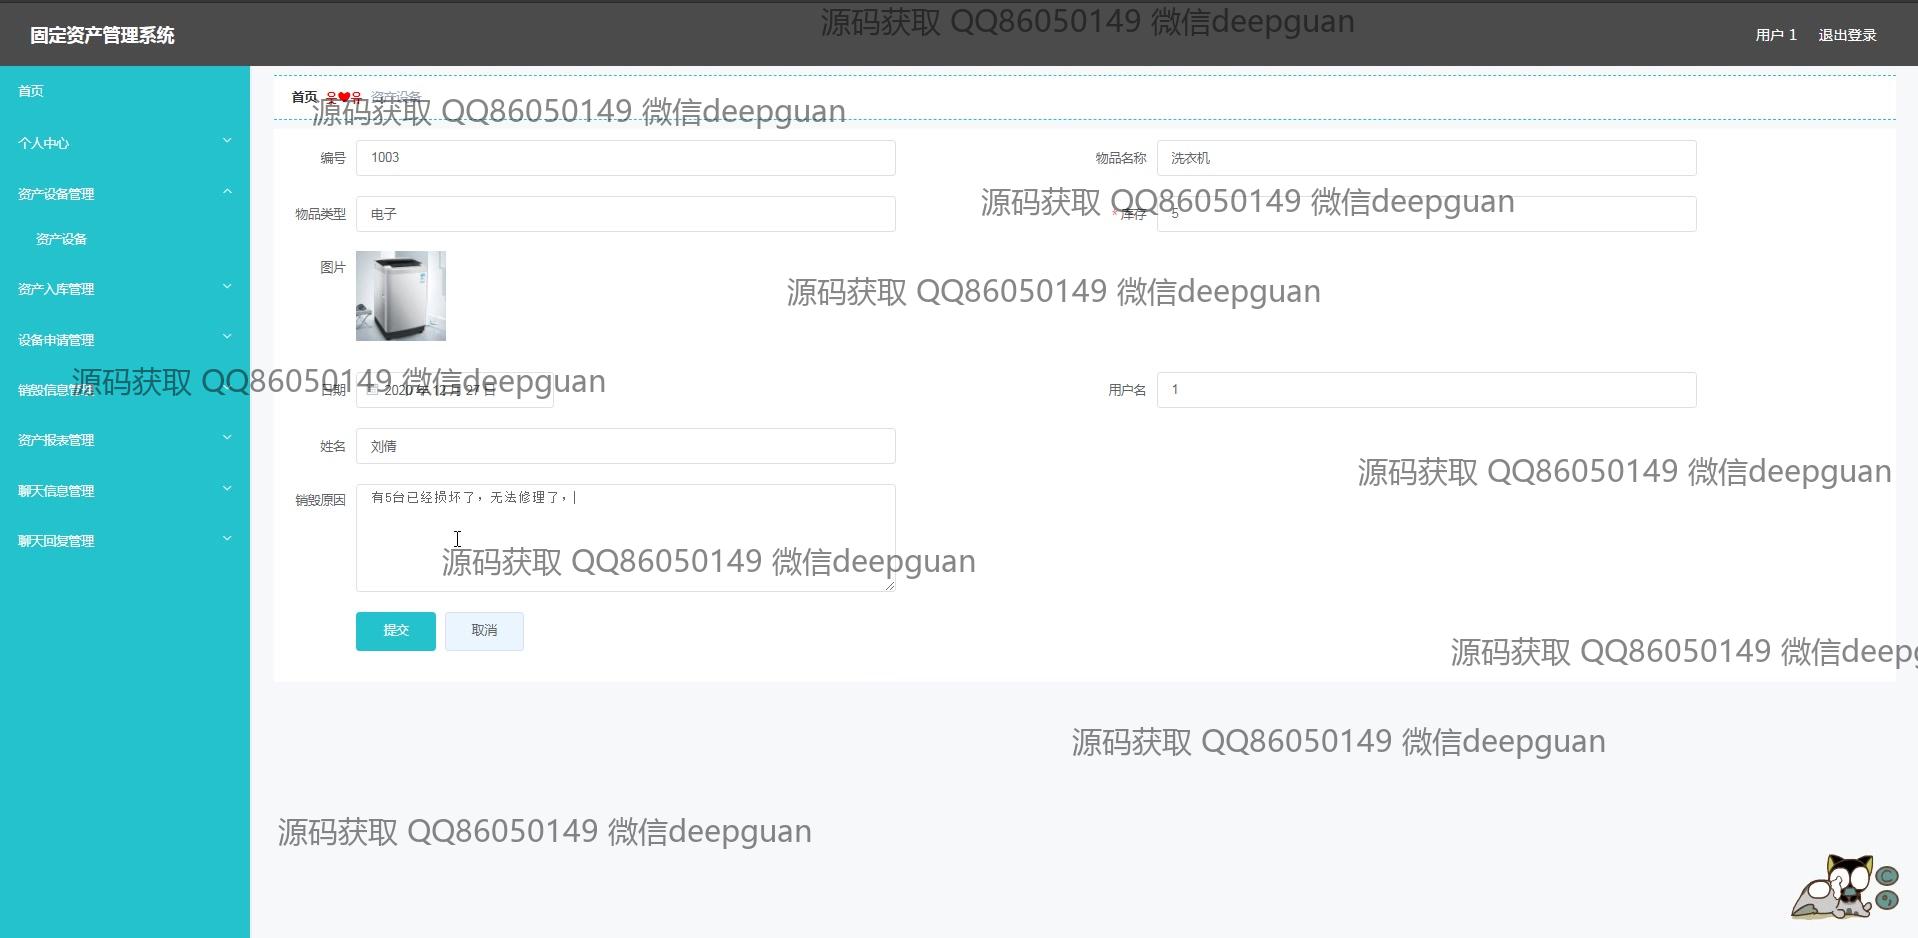 源码获取 QQ86050149 微信deepguan
固定资产管理系统
用户 1 退出登录
首页
个人中心
资产设备管理
资产设备
资产入库管理
设备申请管理
销毁信息管理
资产报表管理
聊天信息管理
聊天回复管理
首页 웃❤유 资产设备
源码获取 QQ86050149 微信deepguan
编号 1003 物品名称 洗衣机
源码获取 QQ86050149 微信deepguan
物品类型 电子 * 库存 5
图片
源码获取 QQ86050149 微信deepguan
源码获取 QQ86050149 微信deepguan
日期 2020 年 12 月 27 日 用户名 1
姓名 刘倩
源码获取 QQ86050149 微信deepguan
销毁原因 有5台已经损坏了，无法修理了，
源码获取 QQ86050149 微信deepguan
提交 取消
源码获取 QQ86050149 微信deep
源码获取 QQ86050149 微信deepguan
源码获取 QQ86050149 微信deepguan